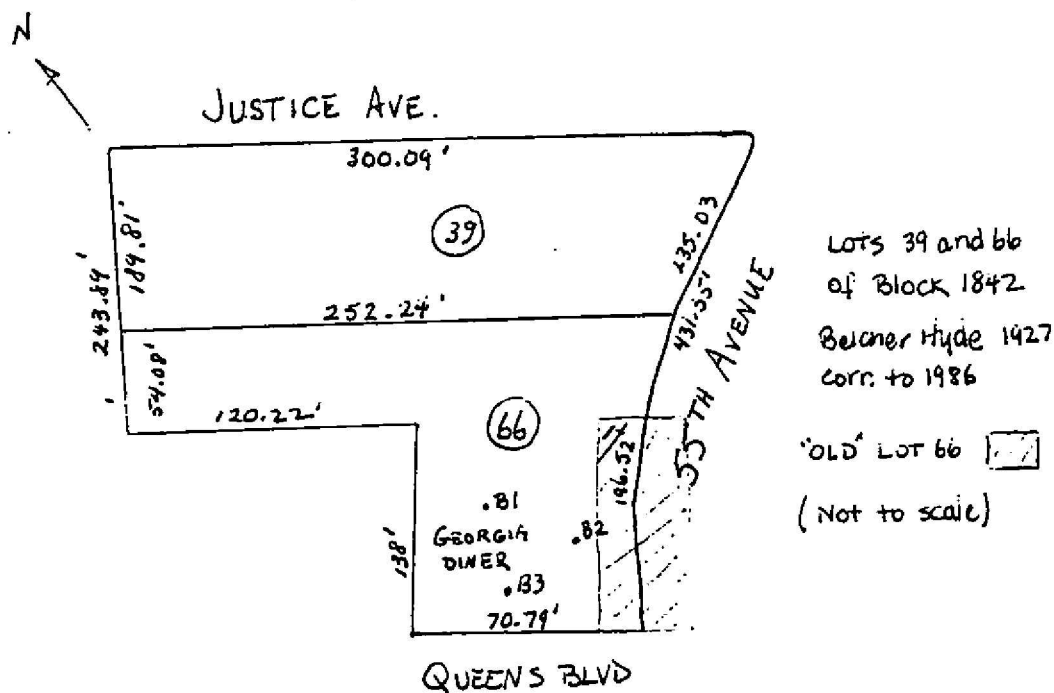 N
JUSTICE AVE.
300.09'
39
189.81'
243.89'
235.03
252.24'
431.55'
55TH AVENUE
54.08'
120.22'
66
196.52
138'
.B1
GEORGIA
DINER
.B2
.B3
70.79'
QUEENS BLVD
LOTS 39 and 66
of Block 1842
Belcher Hyde 1927
corr. to 1986
"OLD" LOT 66
(Not to scale)